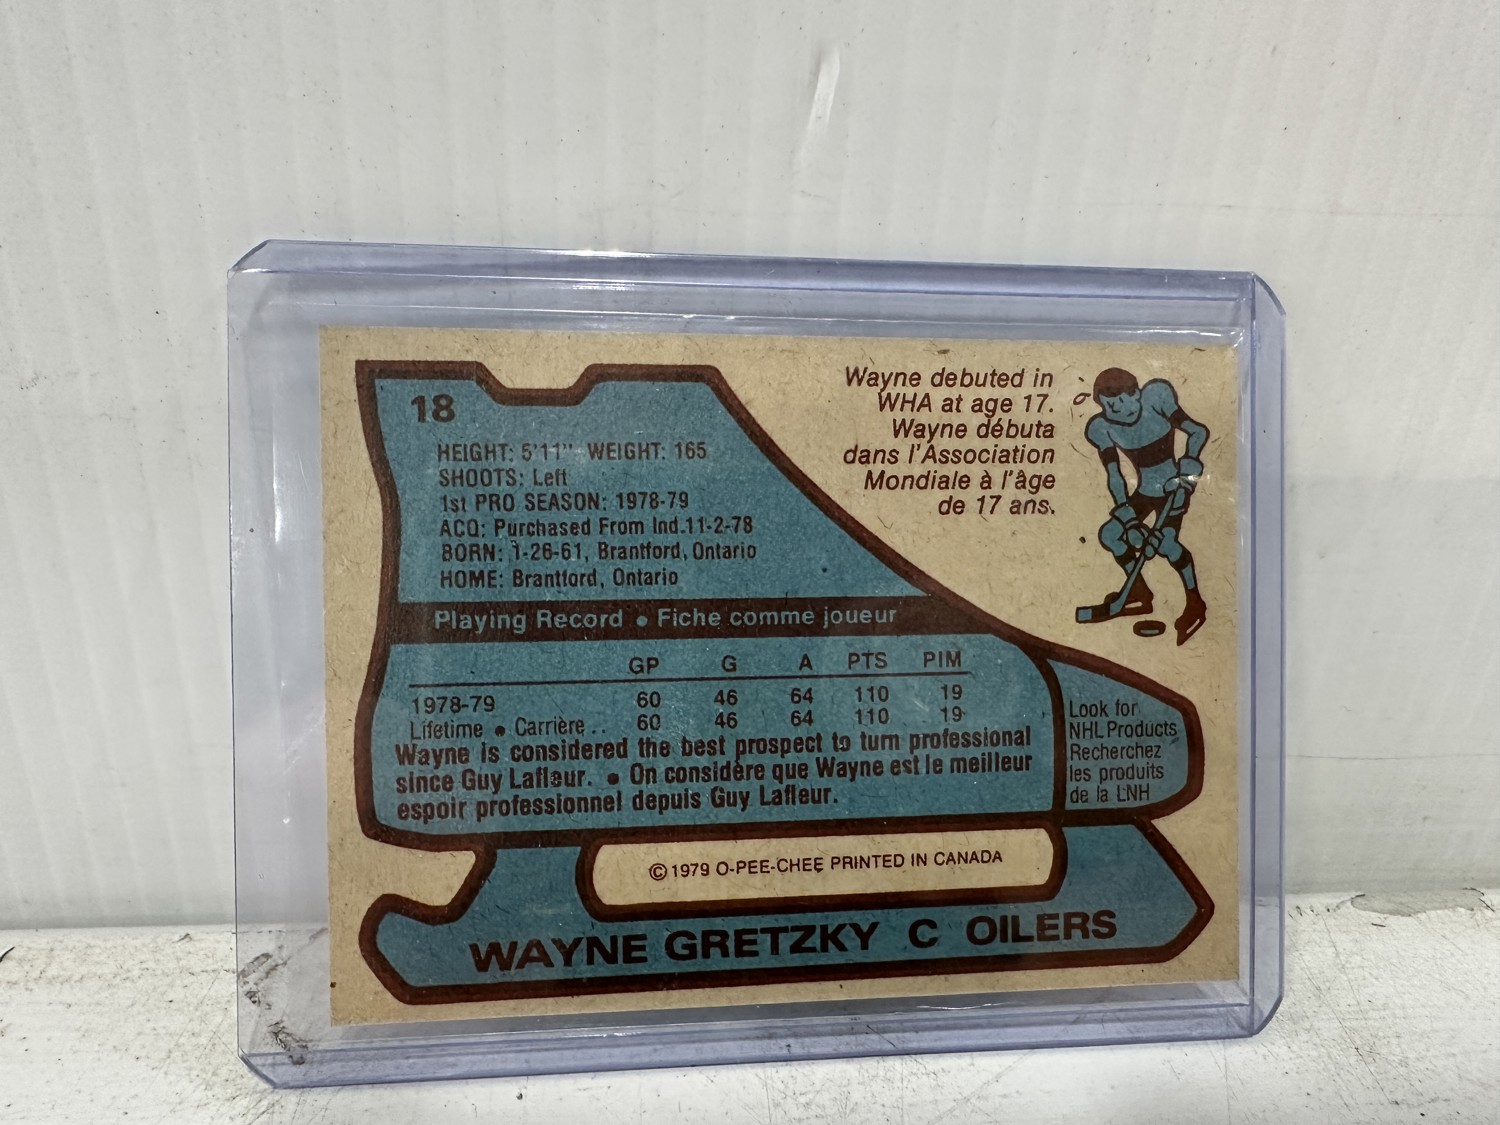 18
HEIGHT: 5'11" WEIGHT: 165
SHOOTS: Left
1st PRO SEASON: 1978-79
ACQ: Purchased From Ind.11-2-78
BORN: 1-26-61, Brantford, Ontario
HOME: Brantford, Ontario
Wayne debuted in
WHA at age 17.
Wayne débuta
dans l'Association
Mondiale à l'âge
de 17 ans.
Playing Record • Fiche comme joueur
GP G A PTS PIM
1978-79 60 46 64 110 19
Lifetime • Carrière.. 60 46 64 110 19
Wayne is considered the best prospect to turn professional
since Guy Lafleur. • On considère que Wayne est le meilleur
espoir professionnel depuis Guy Lafleur.
Look for
NHL Products
Recherchez
les produits
de la LNH
© 1979 O-PEE-CHEE PRINTED IN CANADA
WAYNE GRETZKY C OILERS